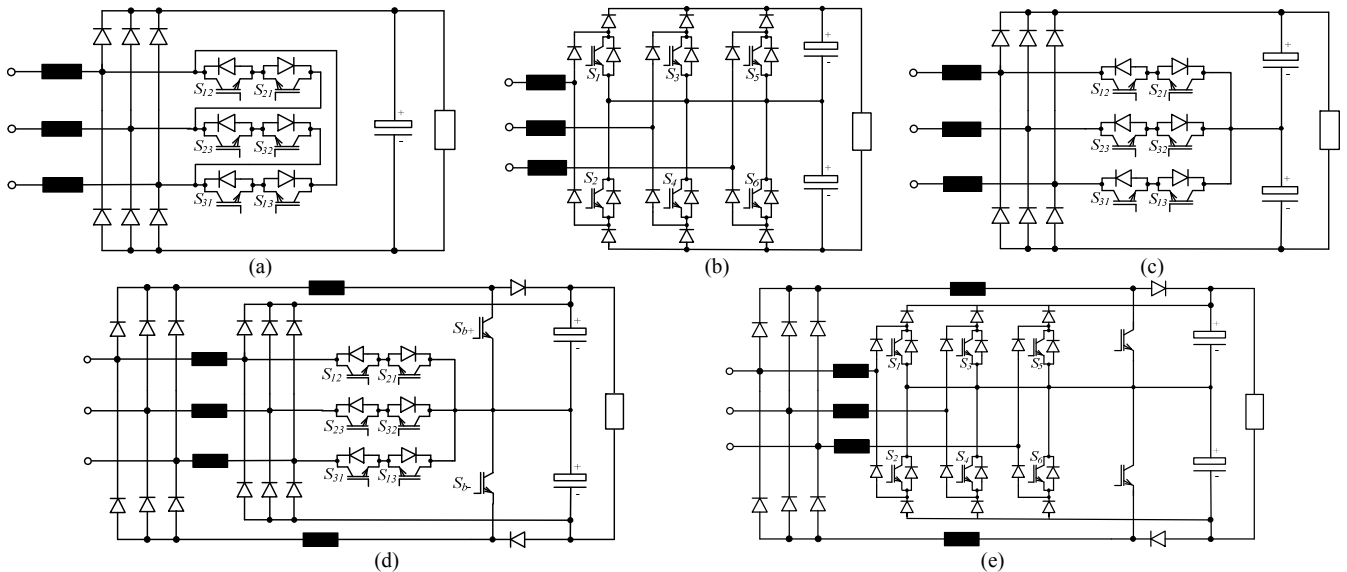 +
-
S12
S21
S23
S32
S31
S13
(a)
S1
S3
S5
S2
S4
S6
+
-
+
-
(b)
S12
S21
S23
S32
S31
S13
+
-
+
-
(c)
Sb+
S12
S21
S23
S32
S31
S13
Sb-
+
-
+
-
(d)
S1
S3
S5
S2
S4
S6
+
-
+
-
(e)